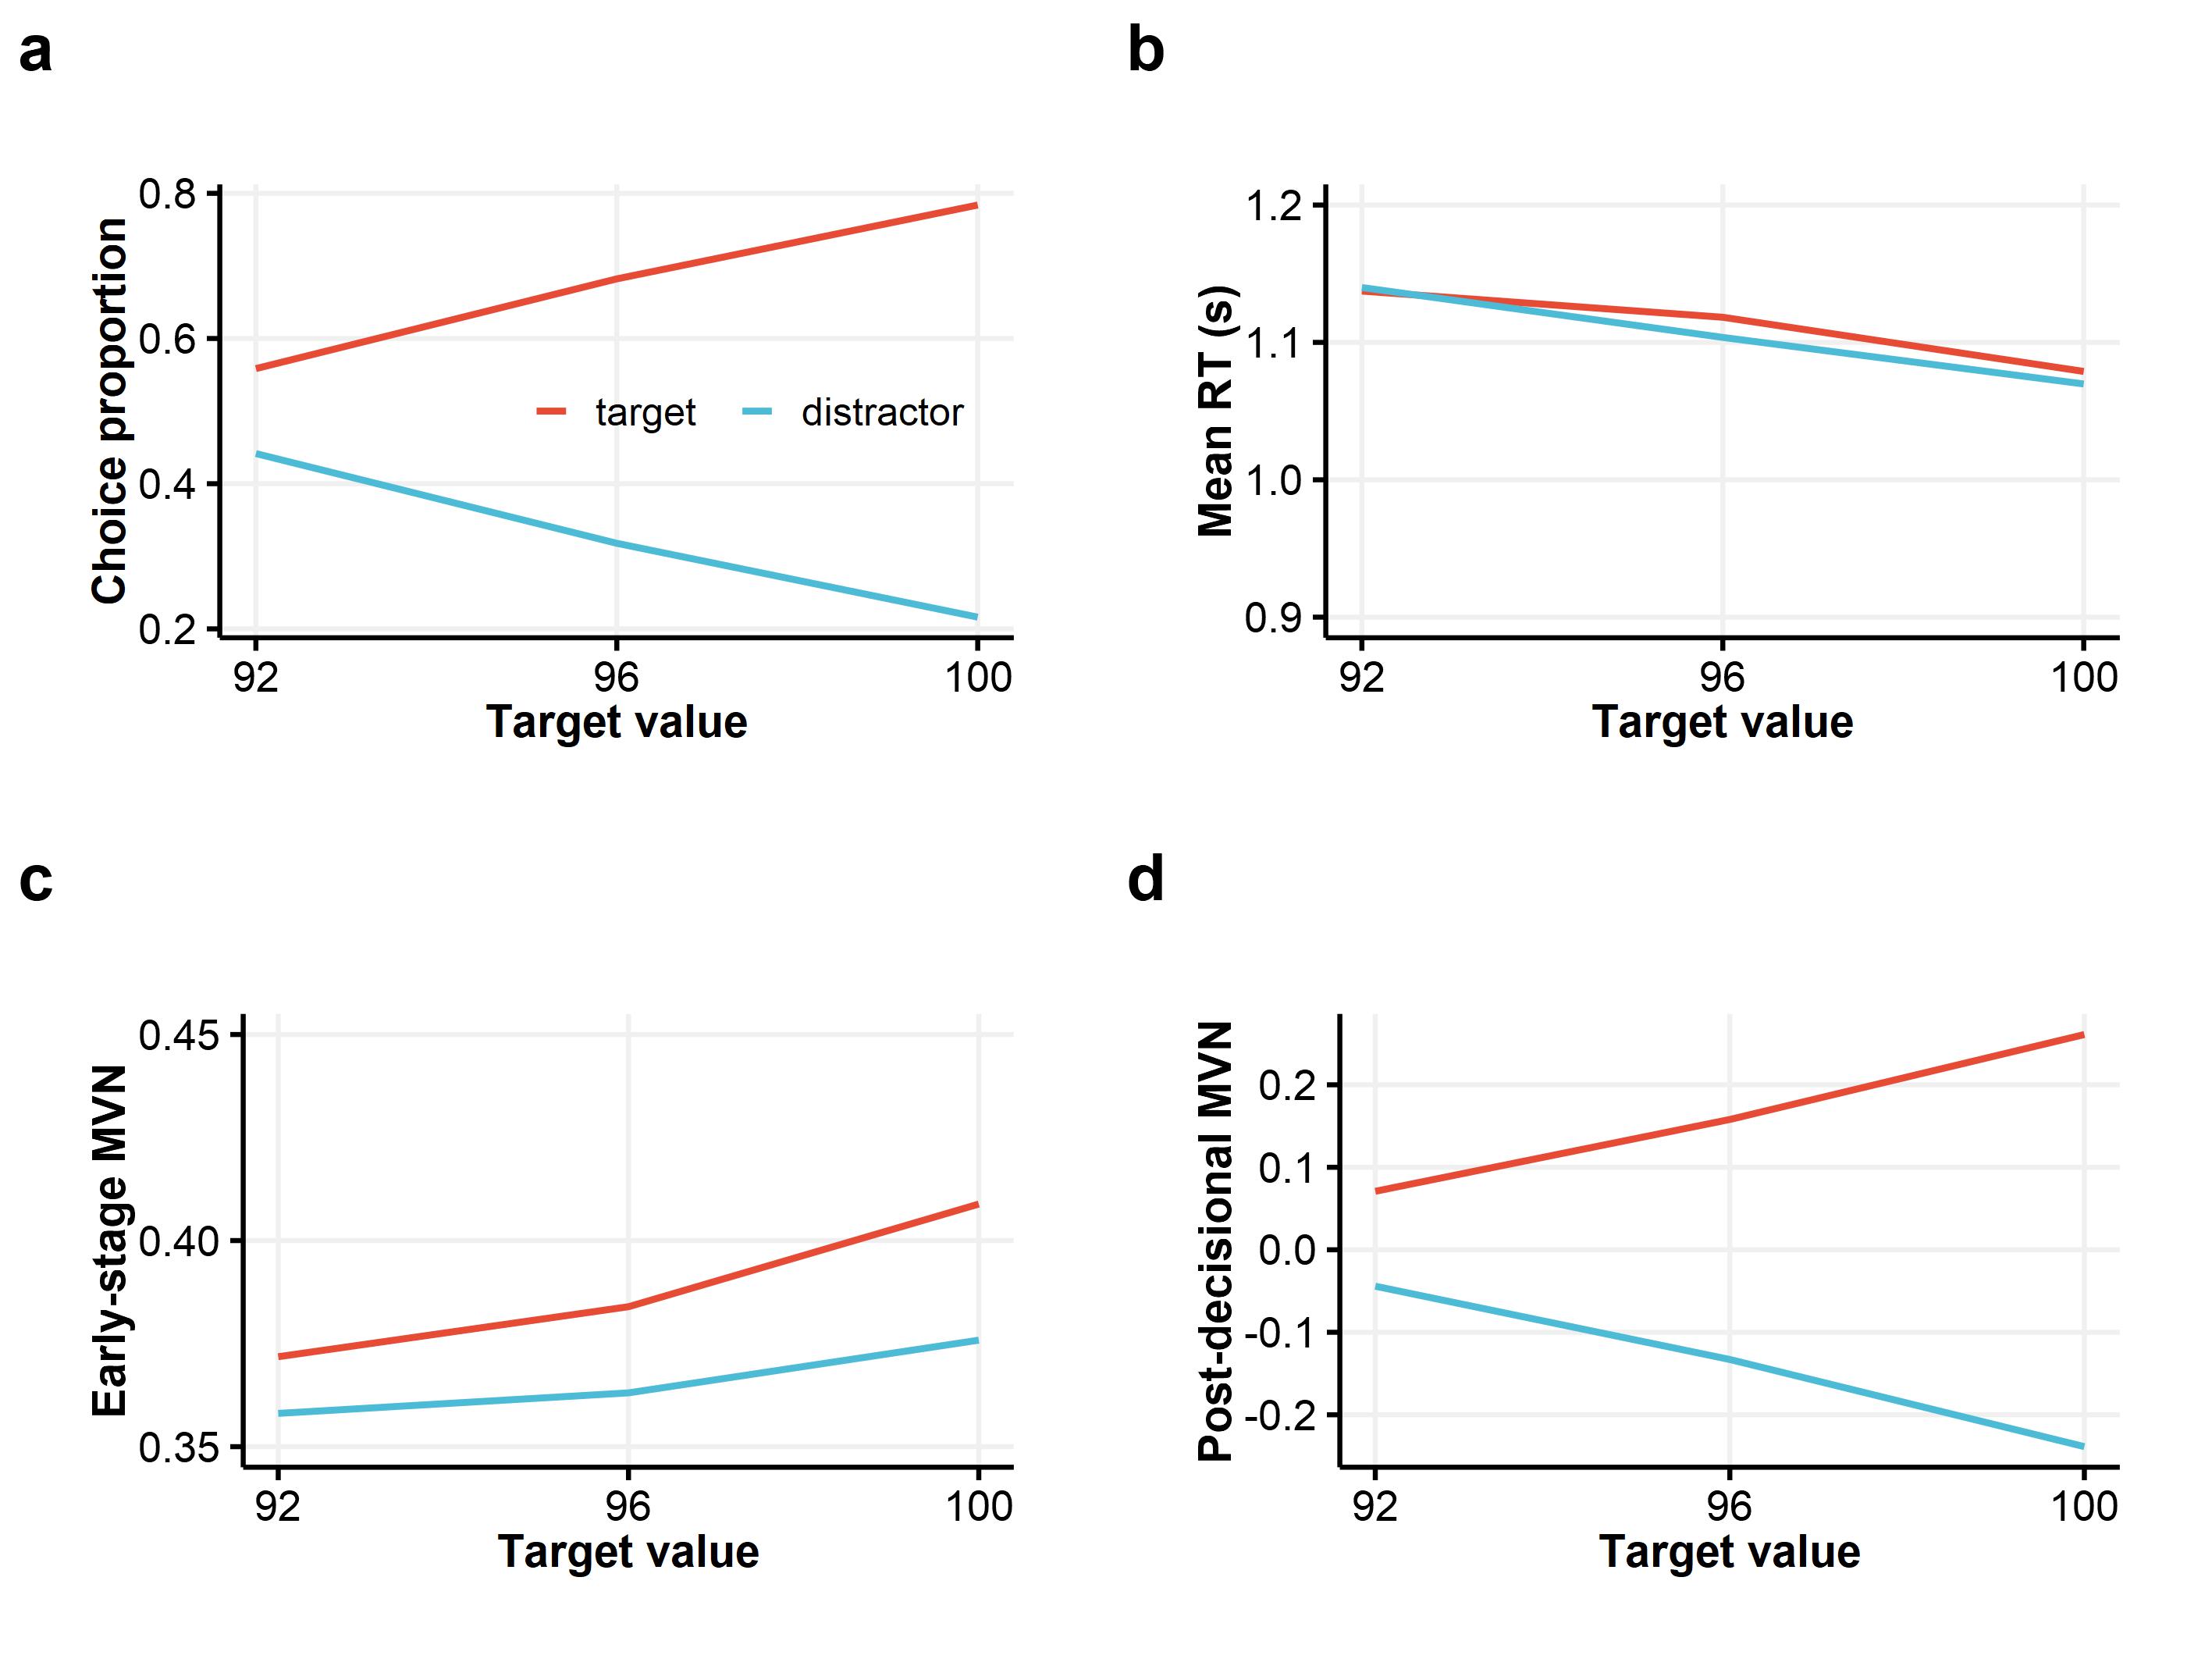 a
Choice proportion
0.8
0.6
0.4
0.2
target distractor
92 96 100
Target value
b
Mean RT (s)
1.2
1.1
1.0
0.9
92 96 100
Target value
c
Early-stage MVN
0.45
0.40
0.35
92 96 100
Target value
d
Post-decisional MVN
0.2
0.1
0.0
-0.1
-0.2
92 96 100
Target value